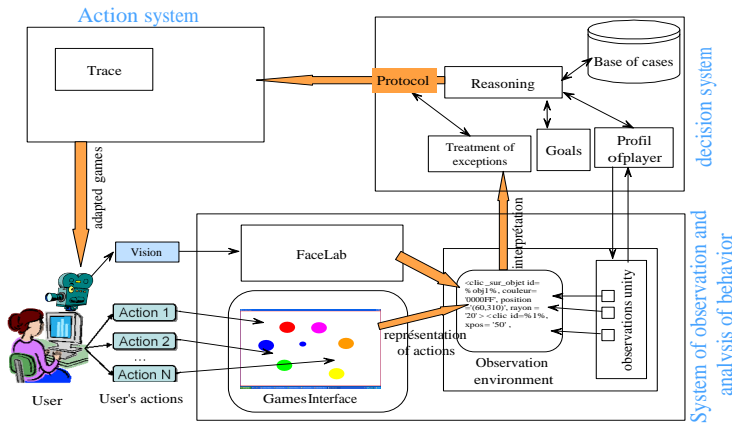 Action system
Trace
Protocol
Reasoning
Base of cases
Treatment of
exceptions
Goals
Profil
ofplayer
decision system
adapted games
interprétation
Vision
FaceLab
<clic_sur_objet id=
%obj1%, couleur=
'0000FF', position
='(60,310)', rayon =
'20'><clic id=%1%,
xpos= '50' ,
observations unity
Action 1
Action 2
...
Action N
représentation
of actions
Observation
environment
User
User's actions
Games Interface
System of observation and
analysis of behavior